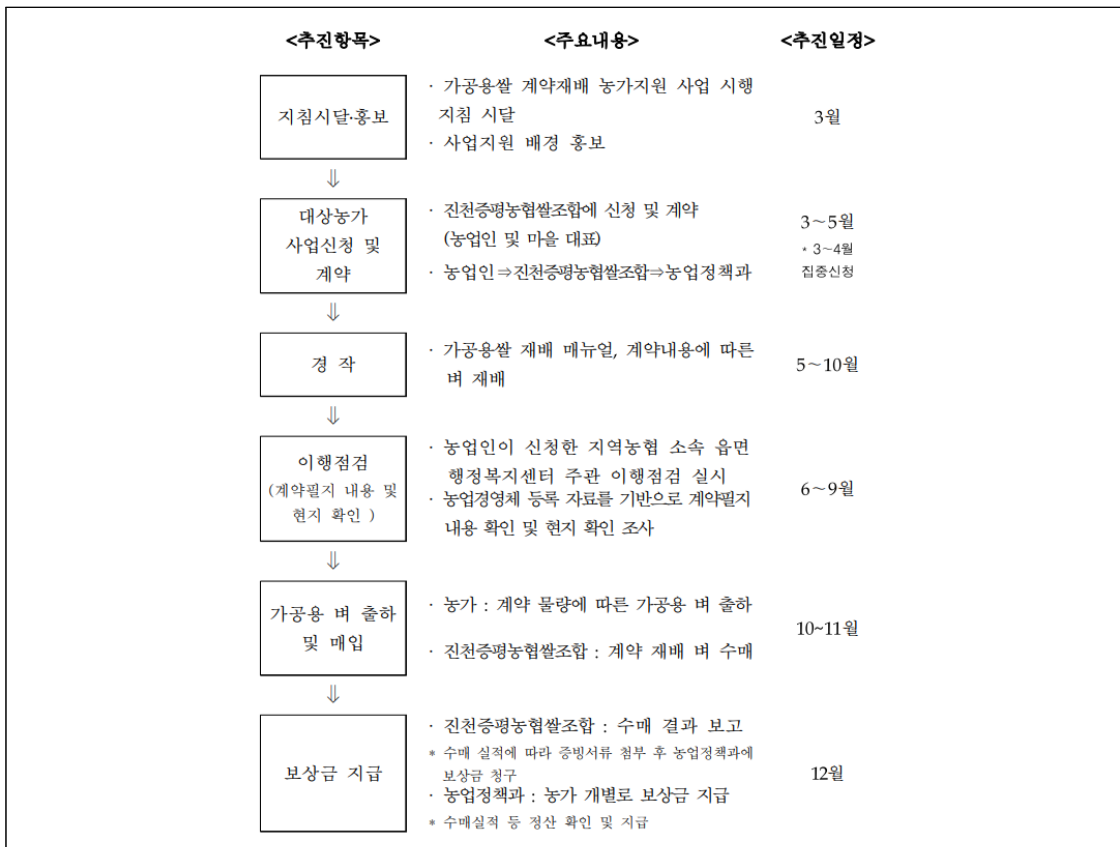 <추진항목> <주요내용> <추진일정>
지침시달·홍보
· 가공용쌀 계약재배 농가지원 사업 시행
지침 시달
· 사업지원 배경 홍보
3월
⇓
대상농가
사업신청 및
계약
· 진천증평농협쌀조합에 신청 및 계약
(농업인 및 마을 대표)
· 농업인⇒진천증평농협쌀조합⇒농업정책과
3～5월
* 3～4월
집중신청
⇓
경 작
· 가공용쌀 재배 매뉴얼, 계약내용에 따른
벼 재배
5～10월
⇓
이행점검
(계약필지 내용 및
현지 확인 )
· 농업인이 신청한 지역농협 소속 읍면
행정복지센터 주관 이행점검 실시
· 농업경영체 등록 자료를 기반으로 계약필지
내용 확인 및 현지 확인 조사
6～9월
⇓
가공용 벼 출하
및 매입
· 농가 : 계약 물량에 따른 가공용 벼 출하
· 진천증평농협쌀조합 : 계약 재배 벼 수매
10~11월
⇓
보상금 지급
· 진천증평농협쌀조합 : 수매 결과 보고
* 수매 실적에 따라 증빙서류 첨부 후 농업정책과에
보상금 청구
· 농업정책과 : 농가 개별로 보상금 지급
* 수매실적 등 정산 확인 및 지급
12월